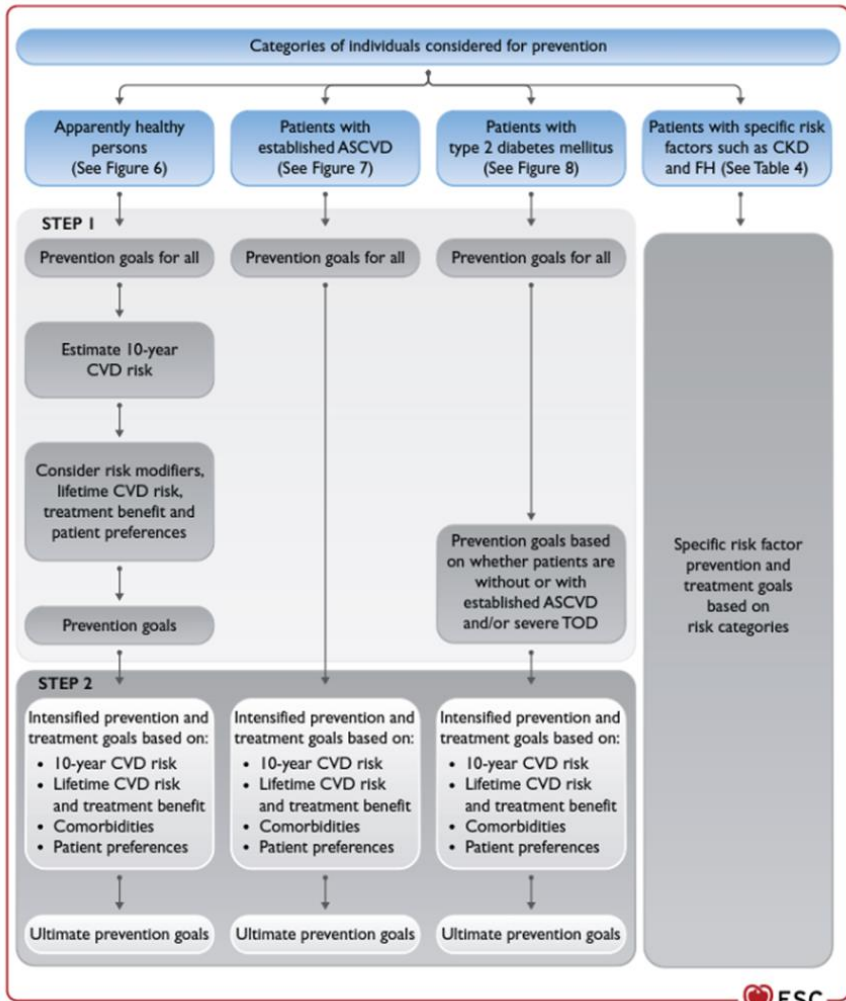 Categories of individuals considered for prevention
Apparently healthy
persons
(See Figure 6)
Patients with
established ASCVD
(See Figure 7)
Patients with
type 2 diabetes mellitus
(See Figure 8)
Patients with specific risk
factors such as CKD
and FH (See Table 4)
STEP 1
Prevention goals for all
Prevention goals for all
Prevention goals for all
Estimate 10-year
CVD risk
Consider risk modifiers,
lifetime CVD risk,
treatment benefit and
patient preferences
Prevention goals
Prevention goals based
on whether patients are
without or with
established ASCVD
and/or severe TOD
Specific risk factor
prevention and
treatment goals
based on
risk categories
STEP 2
Intensified prevention and
treatment goals based on:
• 10-year CVD risk
• Lifetime CVD risk
and treatment benefit
• Comorbidities
• Patient preferences
Intensified prevention and
treatment goals based on:
• 10-year CVD risk
• Lifetime CVD risk
and treatment benefit
• Comorbidities
• Patient preferences
Intensified prevention and
treatment goals based on:
• 10-year CVD risk
• Lifetime CVD risk
and treatment benefit
• Comorbidities
• Patient preferences
Ultimate prevention goals
Ultimate prevention goals
Ultimate prevention goals
ESC